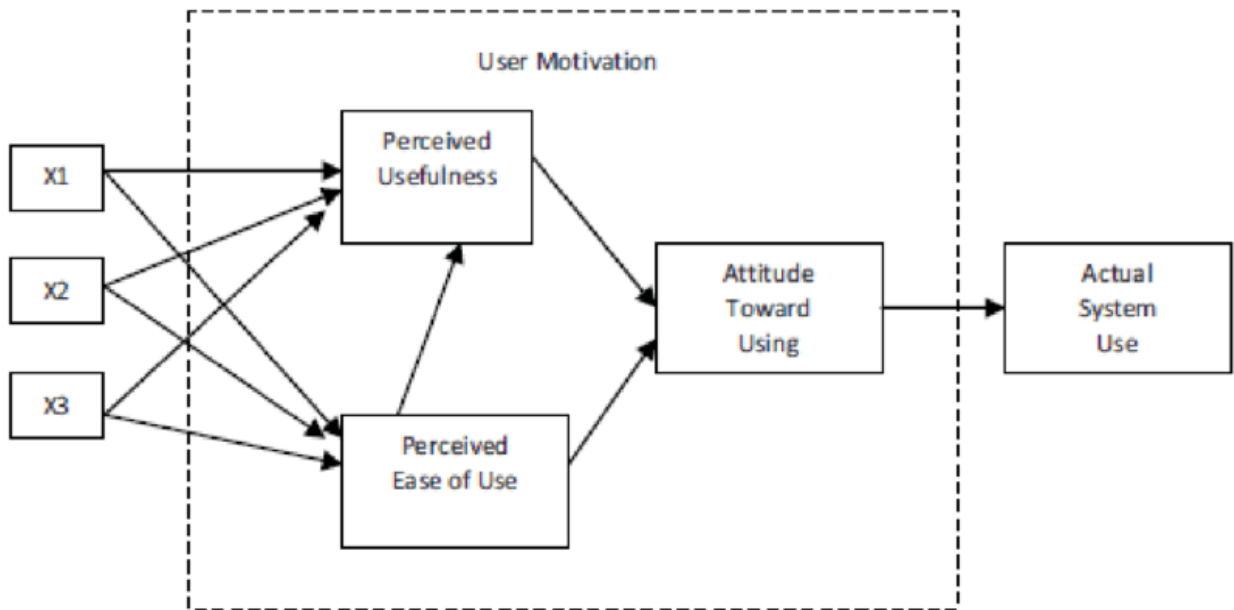 User Motivation
X1
X2
X3
Perceived
Usefulness
Perceived
Ease of Use
Attitude
Toward
Using
Actual
System
Use